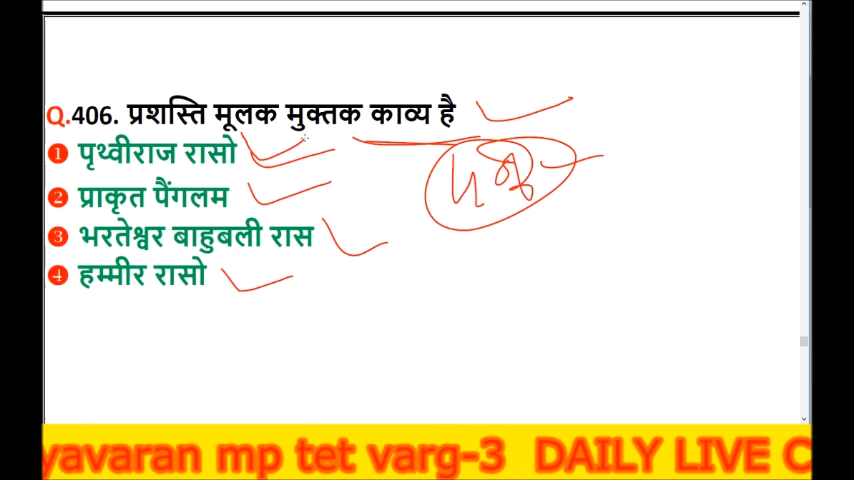 Q.406. प्रशस्ति मूलक मुक्तक काव्य है
❶ पृथ्वीराज रासो
❷ प्राकृत पैंगलम
❸ भरतेश्वर बाहुबली रास
❹ हम्मीर रासो
yavaran mp tet varg-3 DAILY LIVE C